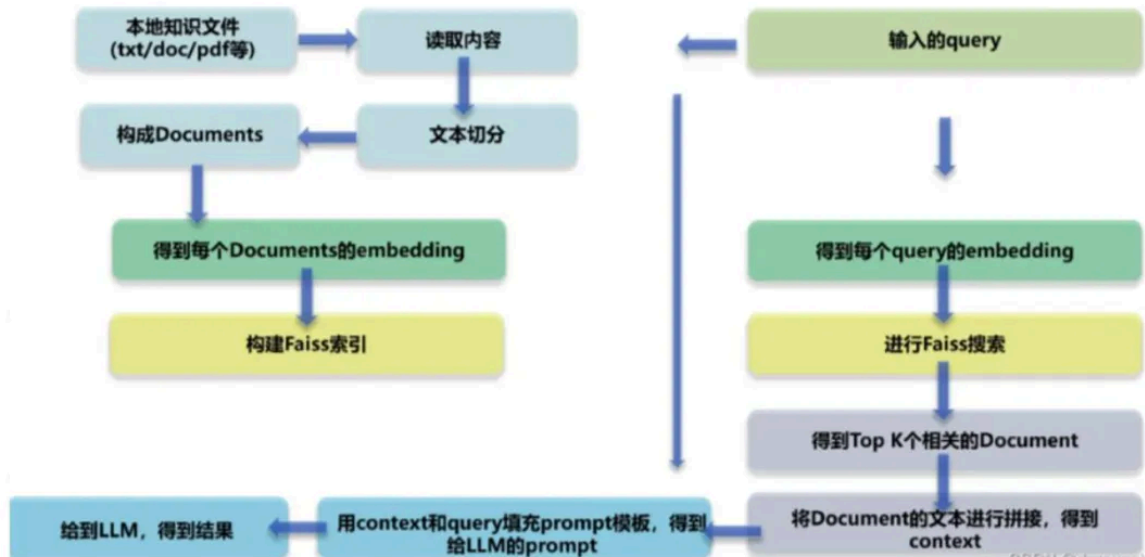 本地知识文件
(txt/doc/pdf等)
读取内容
输入的query
构成Documents
文本切分
得到每个Documents的embedding
得到每个query的embedding
构建Faiss索引
进行Faiss搜索
得到Top K个相关的Document
给到LLM，得到结果
用context和query填充prompt模板，得到
给LLM的prompt
将Document的文本进行拼接，得到
context